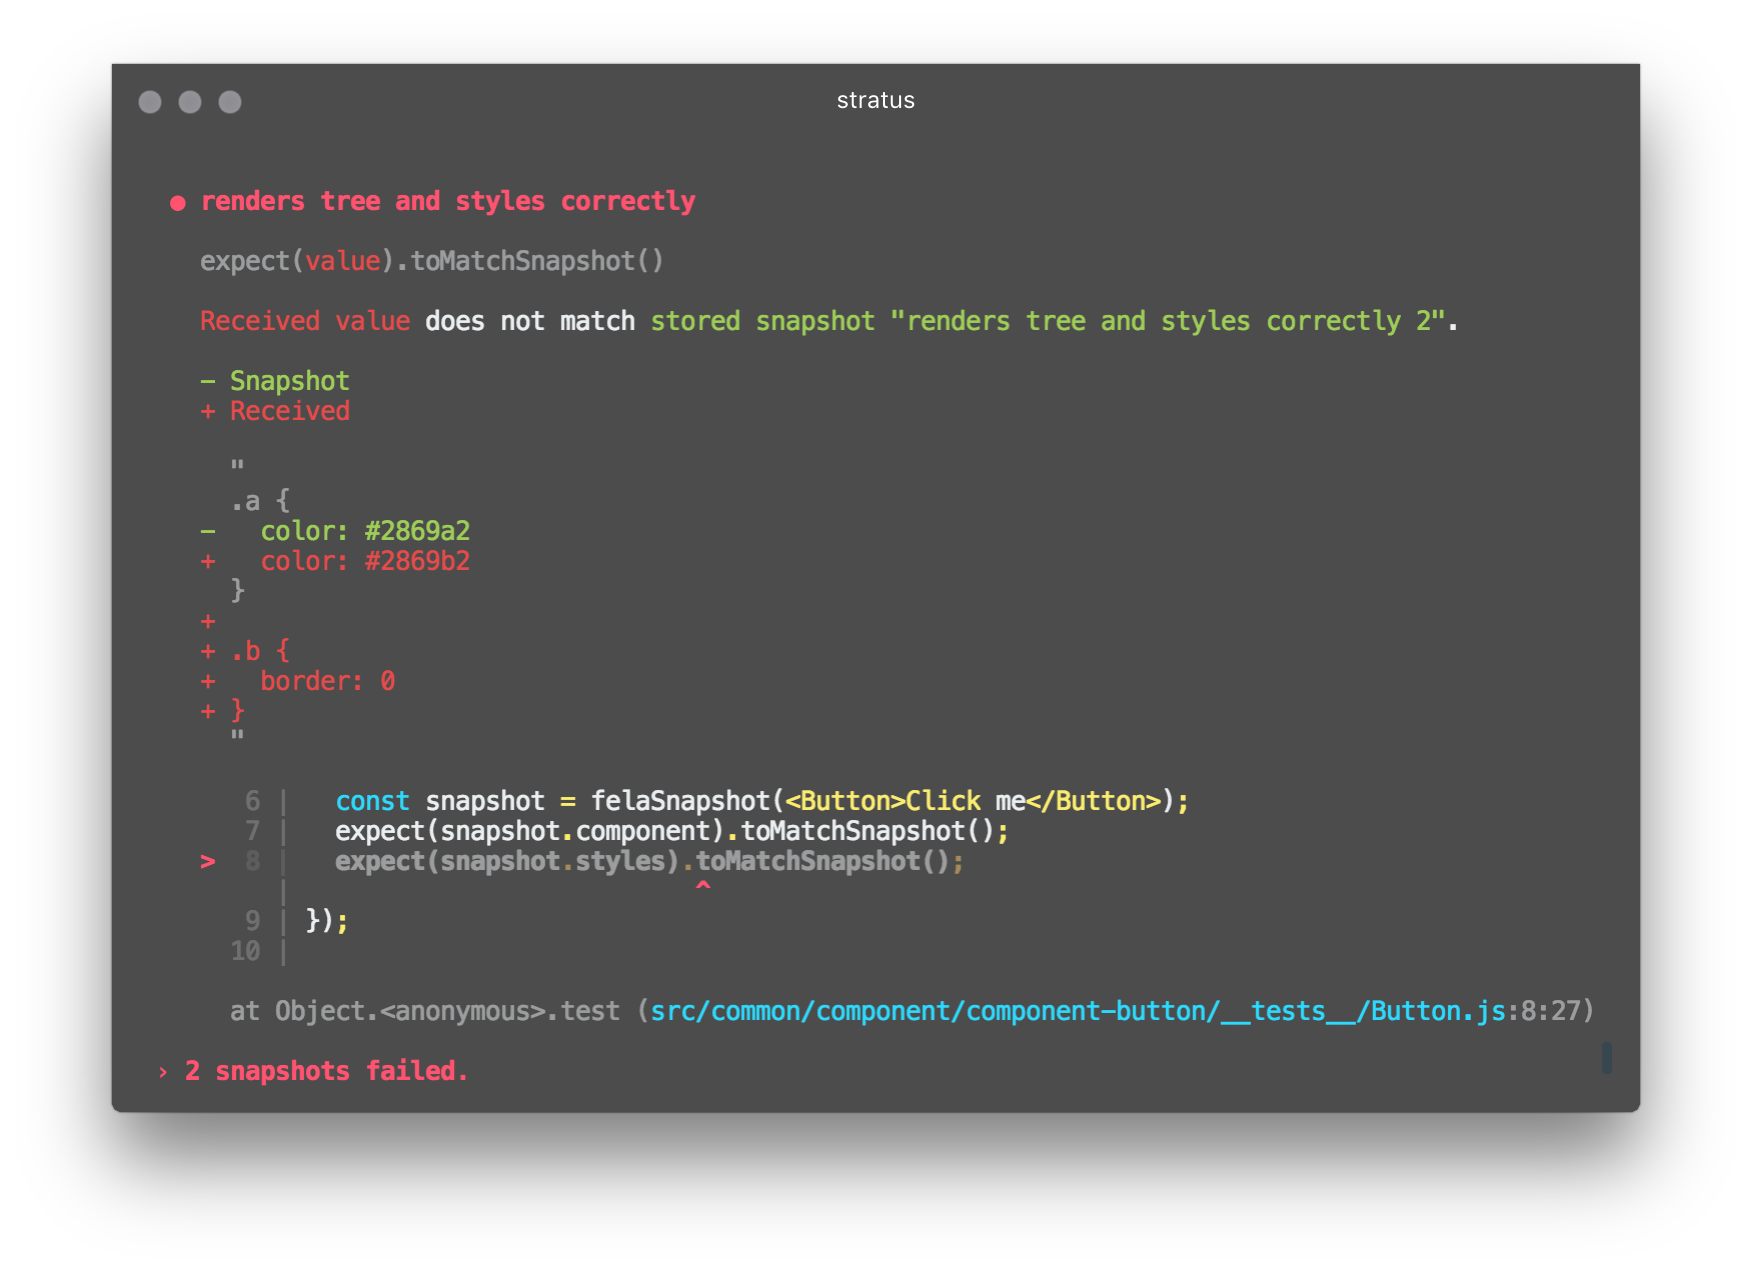 stratus
● renders tree and styles correctly
expect(value).toMatchSnapshot()
Received value does not match stored snapshot "renders tree and styles correctly 2".
- Snapshot
+ Received
"
.a {
-   color: #2869a2
+   color: #2869b2
}
+
+ .b {
+   border: 0
+ }
"
6 |   const snapshot = felaSnapshot(<Button>Click me</Button>);
7 |   expect(snapshot.component).toMatchSnapshot();
> 8 |   expect(snapshot.styles).toMatchSnapshot();
|                           ^
9 | });
10 |
at Object.<anonymous>.test (src/common/component/component-button/__tests__/Button.js:8:27)
› 2 snapshots failed.